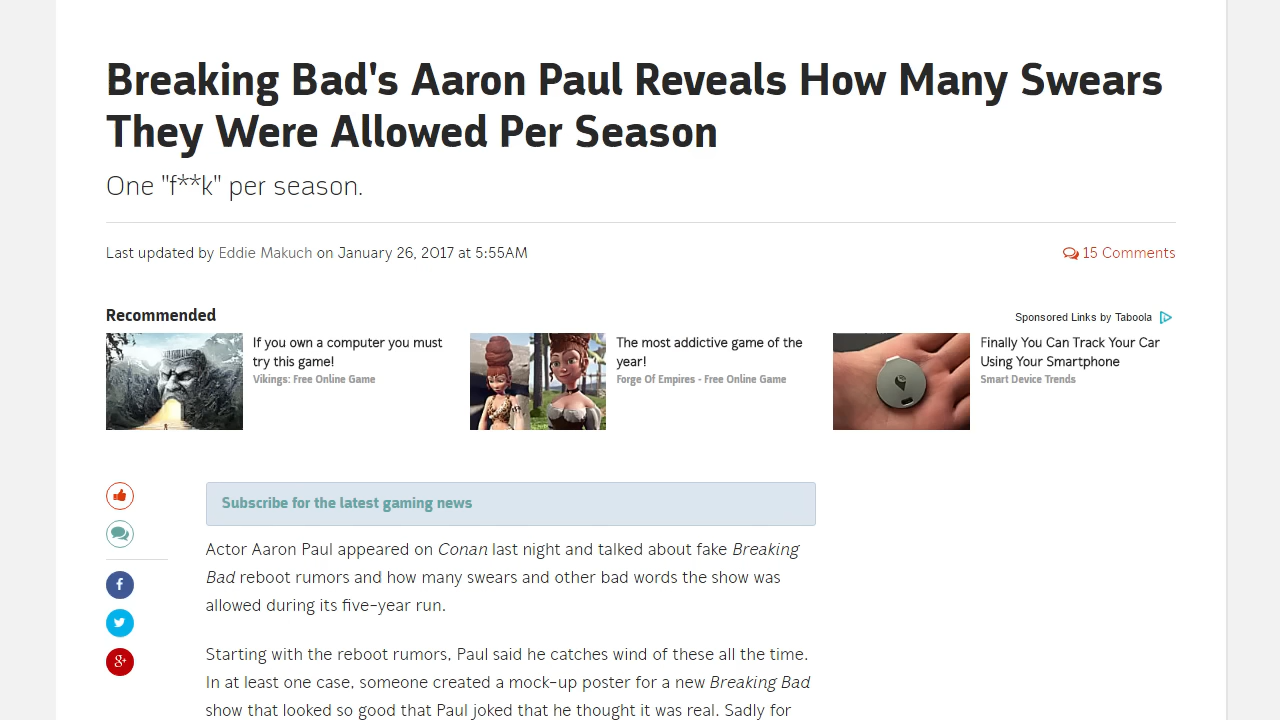 Breaking Bad's Aaron Paul Reveals How Many Swears
They Were Allowed Per Season
One "f**k" per season.
Last updated by Eddie Makuch on January 26, 2017 at 5:55AM
15 Comments
Recommended
Sponsored Links by Taboola
If you own a computer you must
try this game!
Vikings: Free Online Game
The most addictive game of the
year!
Forge Of Empires - Free Online Game
Finally You Can Track Your Car
Using Your Smartphone
Smart Device Trends
Subscribe for the latest gaming news
Actor Aaron Paul appeared on Conan last night and talked about fake Breaking
Bad reboot rumors and how many swears and other bad words the show was
allowed during its five-year run.
Starting with the reboot rumors, Paul said he catches wind of these all the time.
In at least one case, someone created a mock-up poster for a new Breaking Bad
show that looked so good that Paul joked that he thought it was real. Sadly for